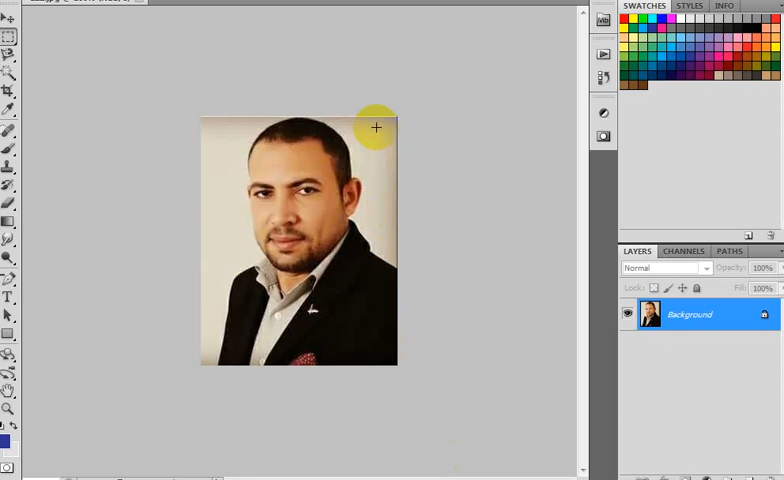 SWATCHES STYLES INFO
LAYERS CHANNELS PATHS
Normal Opacity: 100%
Lock: Fill: 100%
Background